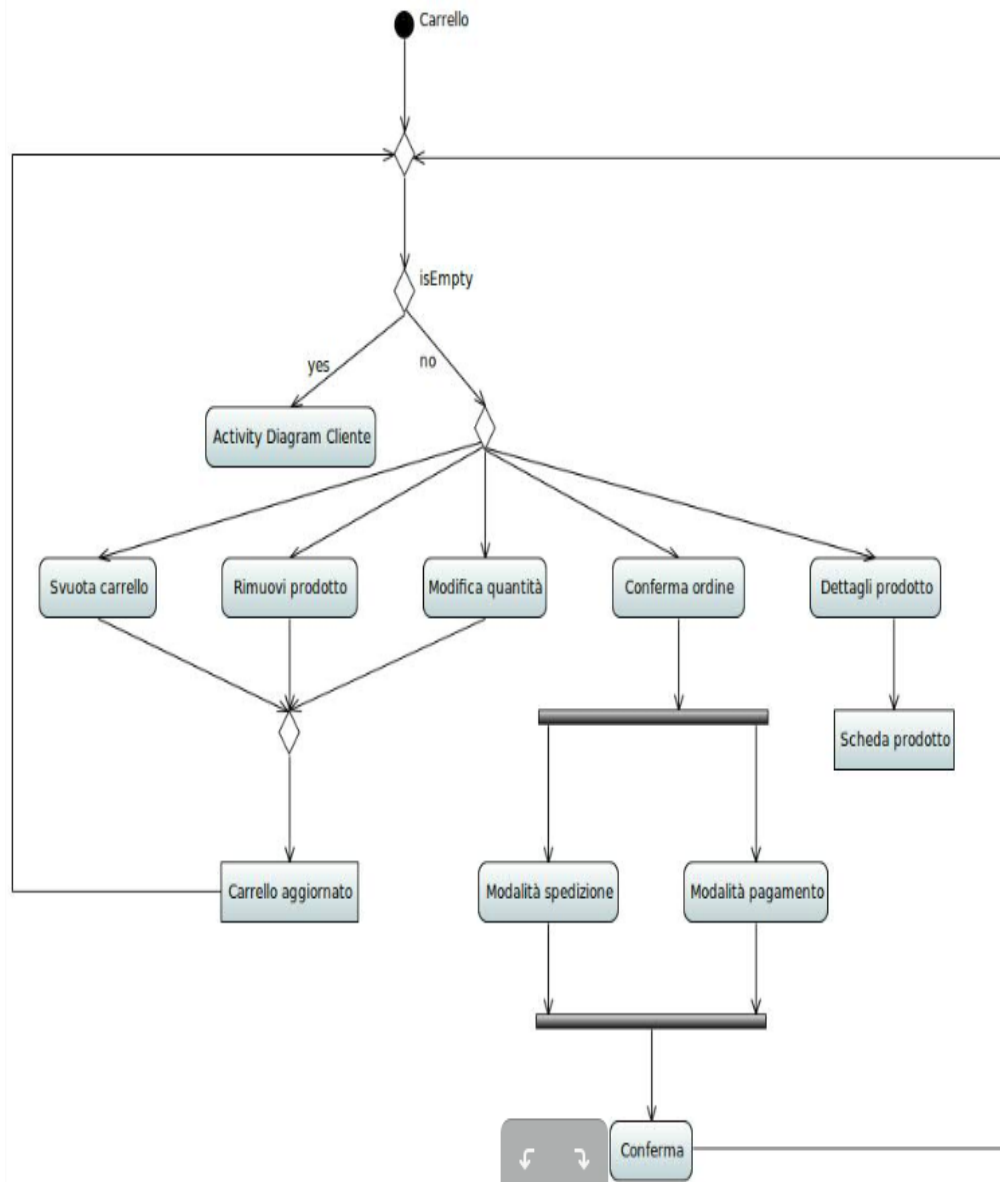 Carrello
isEmpty
yes
no
Activity Diagram Cliente
Svuota carrello
Rimuovi prodotto
Modifica quantità
Conferma ordine
Dettagli prodotto
Scheda prodotto
Carrello aggiornato
Modalità spedizione
Modalità pagamento
Conferma